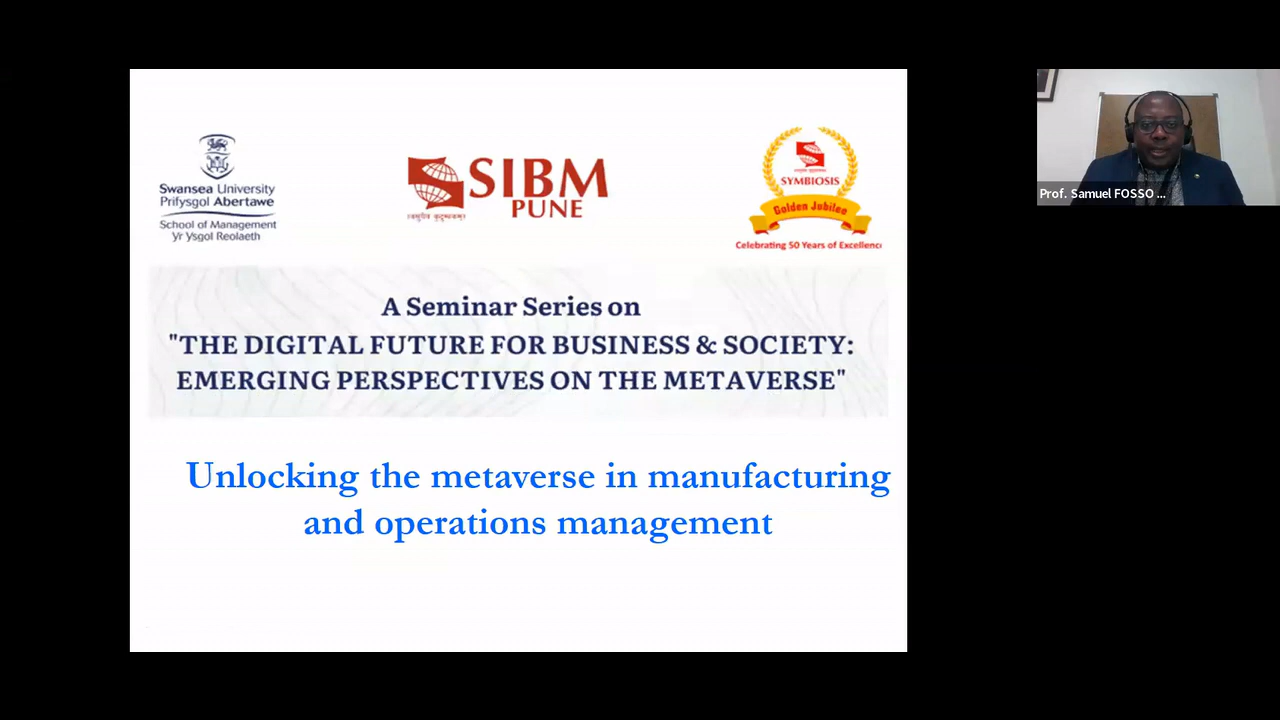 Swansea University
Prifysgol Abertawe
School of Management
Yr Ysgol Reolaeth
SIBM
PUNE
SYMBIOSIS
Golden Jubilee
Celebrating 50 Years of Excellenc
A Seminar Series on
"THE DIGITAL FUTURE FOR BUSINESS & SOCIETY:
EMERGING PERSPECTIVES ON THE METAVERSE"
Unlocking the metaverse in manufacturing
and operations management
Prof. Samuel FOSSO ...